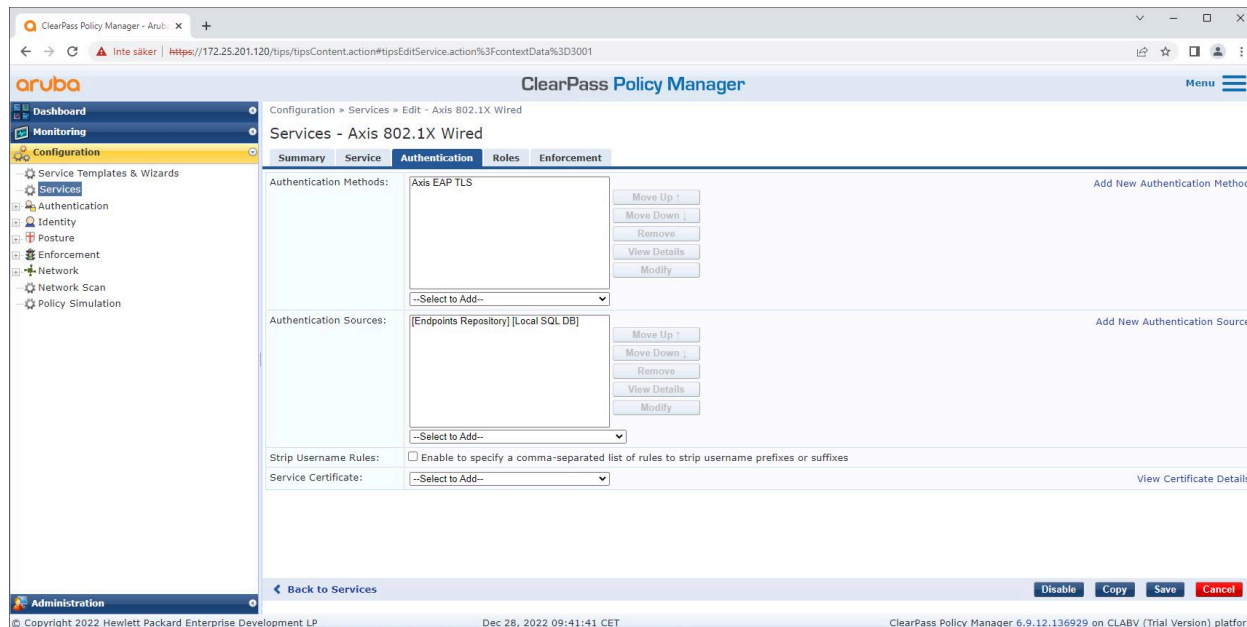 ClearPass Policy Manager - Arub
Inte säker | https://172.25.201.120/tips/tipsContent.action#tipsEditService.action%3FcontextData%3D3001
aruba
ClearPass Policy Manager
Menu
Dashboard
Monitoring
Configuration
Service Templates & Wizards
Services
Authentication
Identity
Posture
Enforcement
Network
Network Scan
Policy Simulation
Administration
Configuration » Services » Edit - Axis 802.1X Wired
Services - Axis 802.1X Wired
Summary Service Authentication Roles Enforcement
Authentication Methods:
Axis EAP TLS
Move Up ↑
Move Down ↓
Remove
View Details
Modify
--Select to Add--
Add New Authentication Method
Authentication Sources:
[Endpoints Repository] [Local SQL DB]
Move Up ↑
Move Down ↓
Remove
View Details
Modify
--Select to Add--
Add New Authentication Source
Strip Username Rules: Enable to specify a comma-separated list of rules to strip username prefixes or suffixes
Service Certificate: --Select to Add-- View Certificate Details
Back to Services Disable Copy Save Cancel
© Copyright 2022 Hewlett Packard Enterprise Development LP Dec 28, 2022 09:41:41 CET ClearPass Policy Manager 6.9.12.136929 on CLABV (Trial Version) platfor